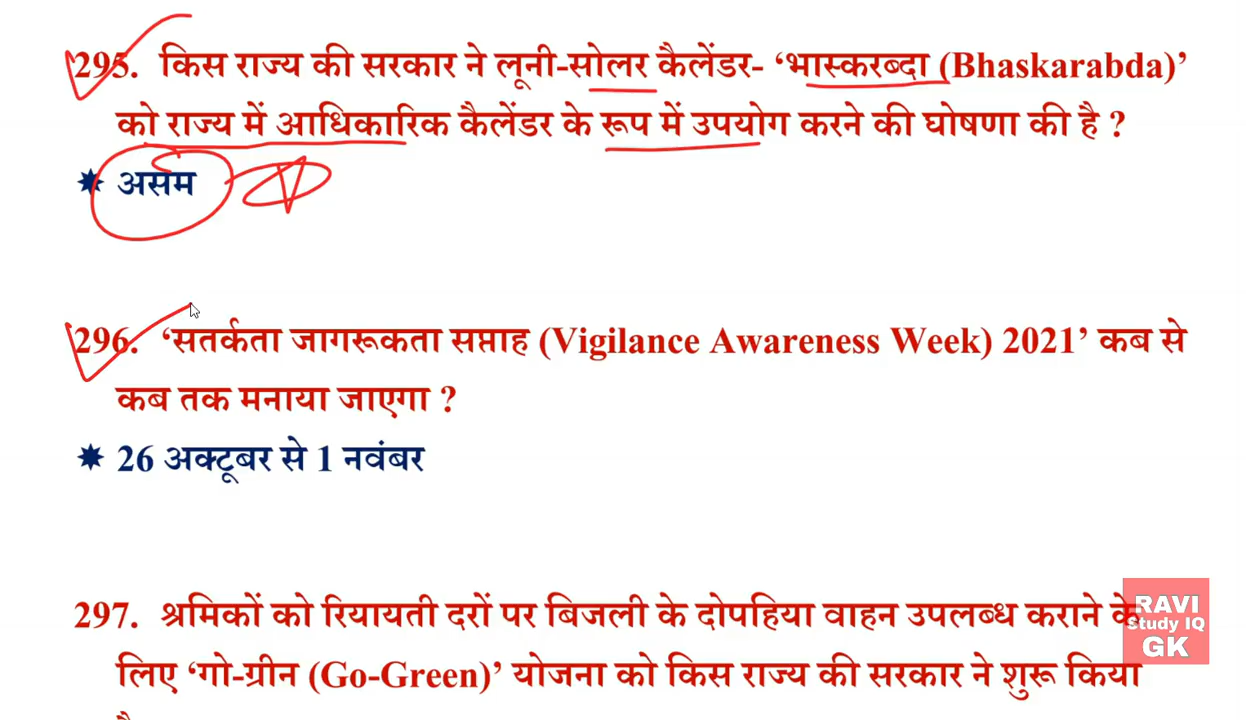 295. किस राज्य की सरकार ने लूनी-सोलर कैलेंडर- ‘भास्करब्दा (Bhaskarabda)’
को राज्य में आधिकारिक कैलेंडर के रूप में उपयोग करने की घोषणा की है ?
असम
296. ‘सतर्कता जागरूकता सप्ताह (Vigilance Awareness Week) 2021’ कब से
कब तक मनाया जाएगा ?
26 अक्टूबर से 1 नवंबर
297. श्रमिकों को रियायती दरों पर बिजली के दोपहिया वाहन उपलब्ध कराने के
लिए ‘गो-ग्रीन (Go-Green)’ योजना को किस राज्य की सरकार ने शुरू किया
RAVI
Study IQ
GK